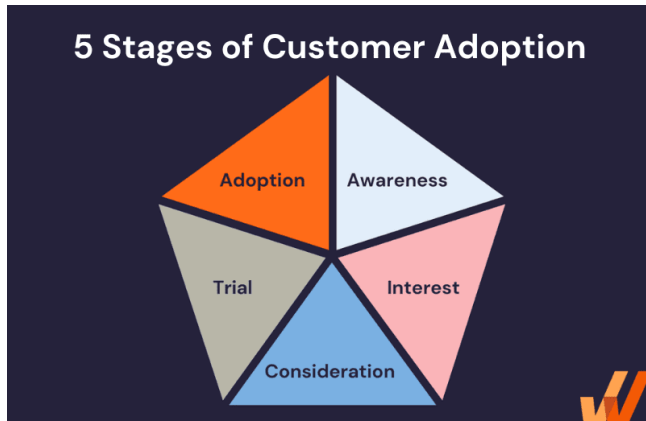 5 Stages of Customer Adoption
Adoption
Awareness
Trial
Interest
Consideration